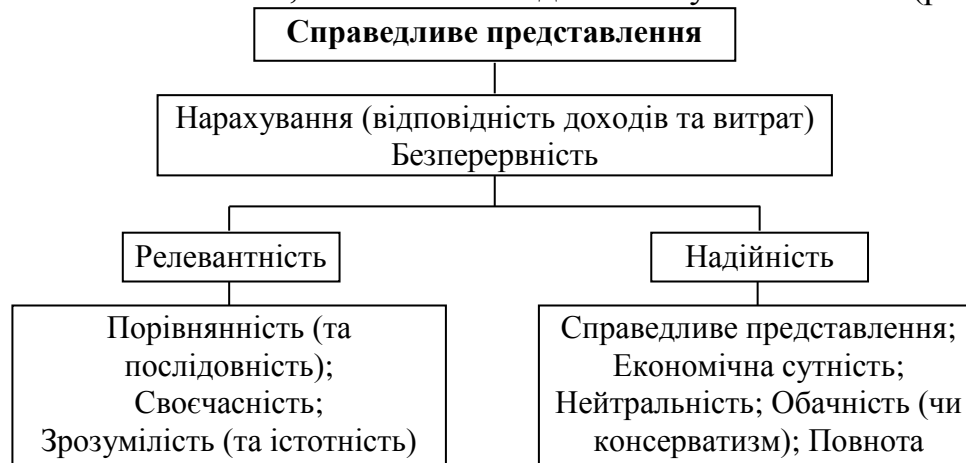 Справедливе представлення
Нарахування (відповідність доходів та витрат)
Безперервність
Релевантність
Надійність
Порівнянність (та
послідовність);
Своєчасність;
Зрозумілість (та істотність)
Справедливе представлення;
Економічна сутність;
Нейтральність; Обачність (чи
консерватизм); Повнота